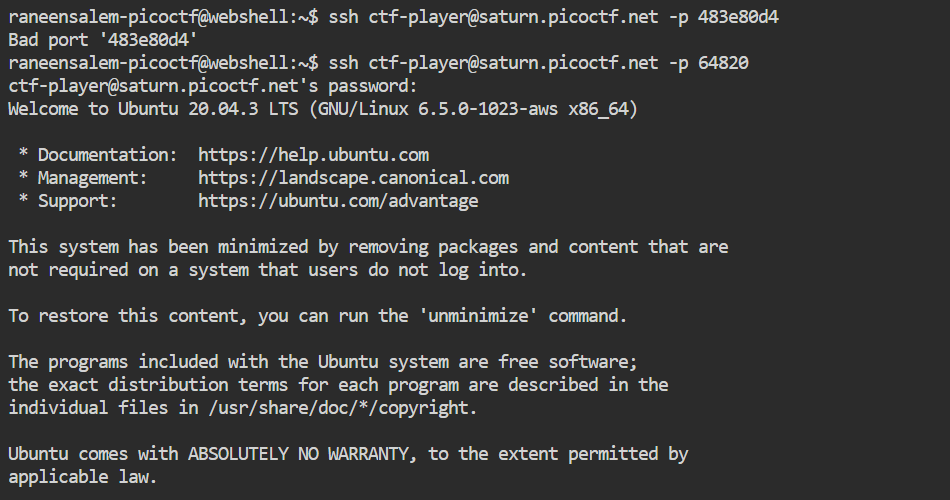 raneensalem-picoctf@webshell:~$ ssh ctf-player@saturn.picoctf.net -p 483e80d4
Bad port '483e80d4'
raneensalem-picoctf@webshell:~$ ssh ctf-player@saturn.picoctf.net -p 64820
ctf-player@saturn.picoctf.net's password:
Welcome to Ubuntu 20.04.3 LTS (GNU/Linux 6.5.0-1023-aws x86_64)
* Documentation:  https://help.ubuntu.com
* Management:     https://landscape.canonical.com
* Support:        https://ubuntu.com/advantage
This system has been minimized by removing packages and content that are
not required on a system that users do not log into.
To restore this content, you can run the 'unminimize' command.
The programs included with the Ubuntu system are free software;
the exact distribution terms for each program are described in the
individual files in /usr/share/doc/*/copyright.
Ubuntu comes with ABSOLUTELY NO WARRANTY, to the extent permitted by
applicable law.